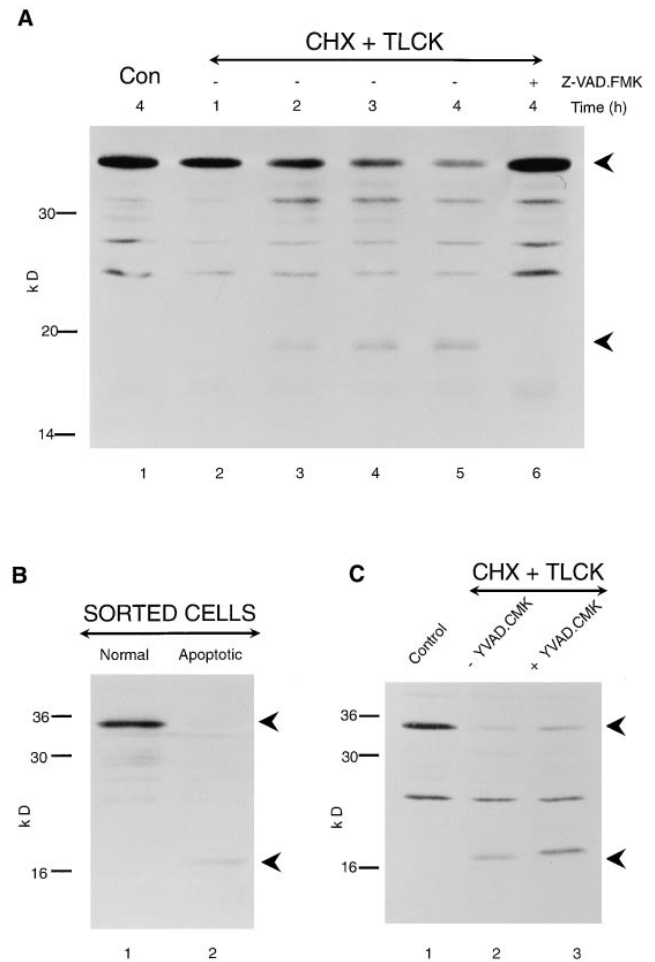 A
CHX + TLCK
Con - - - - + Z-VAD.FMK
4 1 2 3 4 4 Time (h)
30
kD
20
14
1 2 3 4 5 6
B
SORTED CELLS
Normal Apoptotic
36
30
kD
16
1 2
C
CHX + TLCK
Control - YVAD.CMK + YVAD.CMK
36
30
kD
16
1 2 3